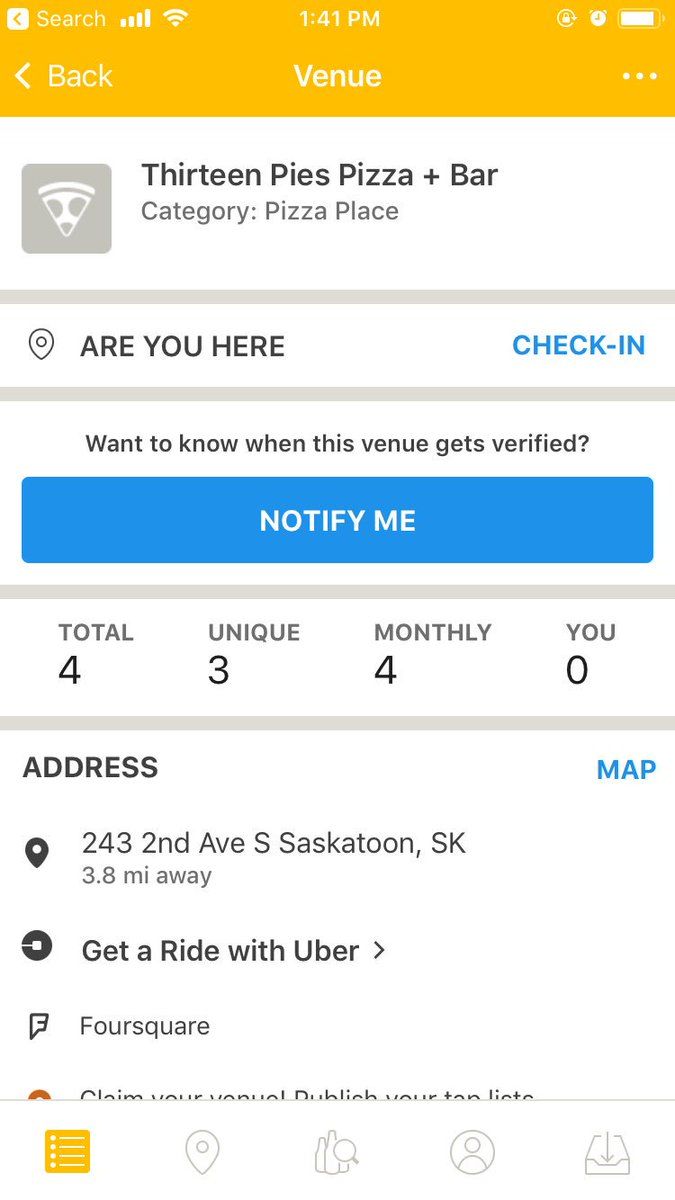 Search 1:41 PM
Back Venue
Thirteen Pies Pizza + Bar
Category: Pizza Place
ARE YOU HERE CHECK-IN
Want to know when this venue gets verified?
NOTIFY ME
TOTAL UNIQUE MONTHLY YOU
4 3 4 0
ADDRESS MAP
243 2nd Ave S Saskatoon, SK
3.8 mi away
Get a Ride with Uber
Foursquare
Claim your venue! Publish your tap lists